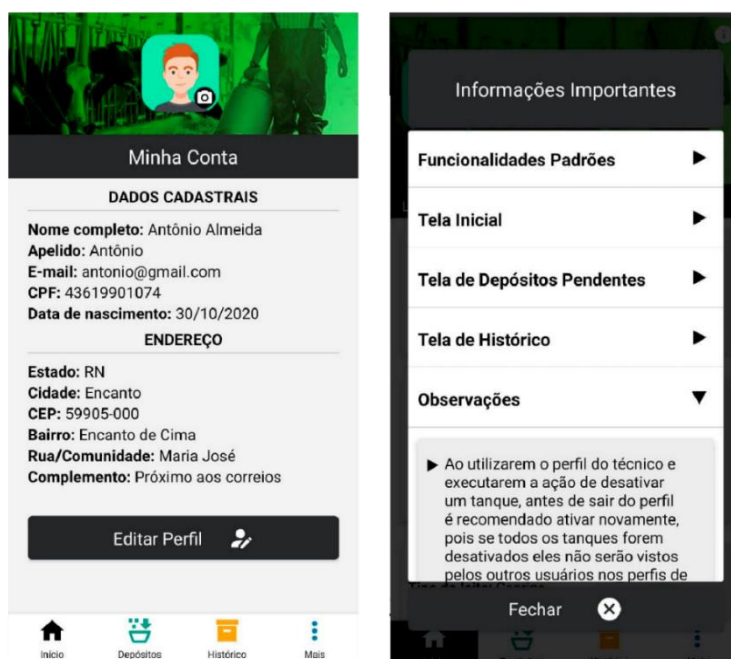 Minha Conta
DADOS CADASTRAIS
Nome completo: Antônio Almeida
Apelido: Antônio
E-mail: antonio@gmail.com
CPF: 43619901074
Data de nascimento: 30/10/2020
ENDEREÇO
Estado: RN
Cidade: Encanto
CEP: 59905-000
Bairro: Encanto de Cima
Rua/Comunidade: Maria José
Complemento: Próximo aos correios
Editar Perfil
Início Depósitos Histórico Mais
Informações Importantes
Funcionalidades Padrões
Tela Inicial
Tela de Depósitos Pendentes
Tela de Histórico
Observações
Ao utilizarem o perfil do técnico e
executarem a ação de desativar
um tanque, antes de sair do perfil
é recomendado ativar novamente,
pois se todos os tanques forem
desativados eles não serão vistos
pelos outros usuários nos perfis de
Fechar